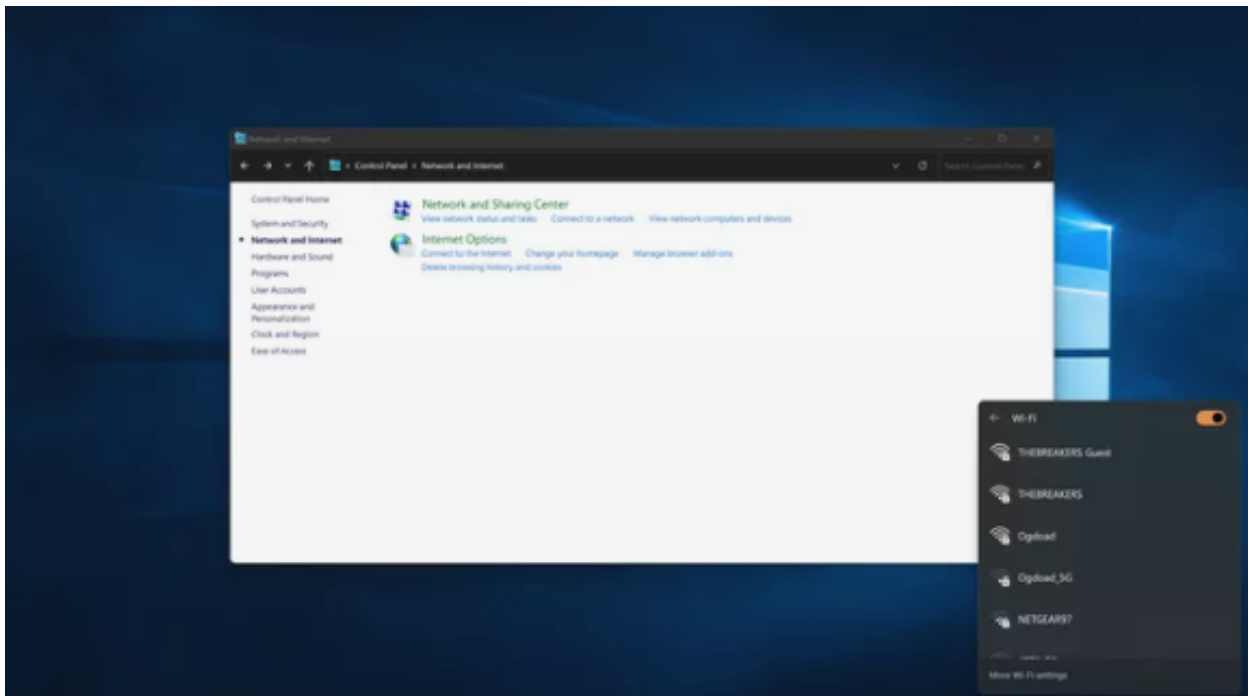 Network and Internet
Control Panel > Network and Internet
Search Control Panel
Control Panel Home
System and Security
Network and Internet
Hardware and Sound
Programs
User Accounts
Appearance and
Personalization
Clock and Region
Ease of Access
Network and Sharing Center
View network status and tasks Connect to a network View network computers and devices
Internet Options
Connect to the Internet Change your homepage Manage browser add-ons
Delete browsing history and cookies
Wi-Fi
THEBREAKERS Guest
THEBREAKERS
Ogdoad
Ogdoad_5G
NETGEAR97
More Wi-Fi settings